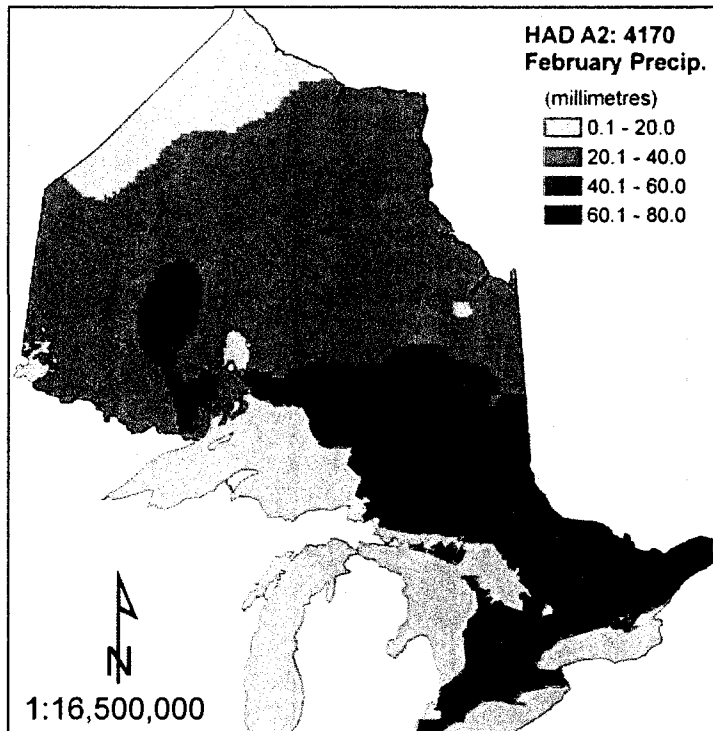 HAD A2: 4170
February Precip.
(millimetres)
0.1 - 20.0
20.1 - 40.0
40.1 - 60.0
60.1 - 80.0
N
1:16,500,000